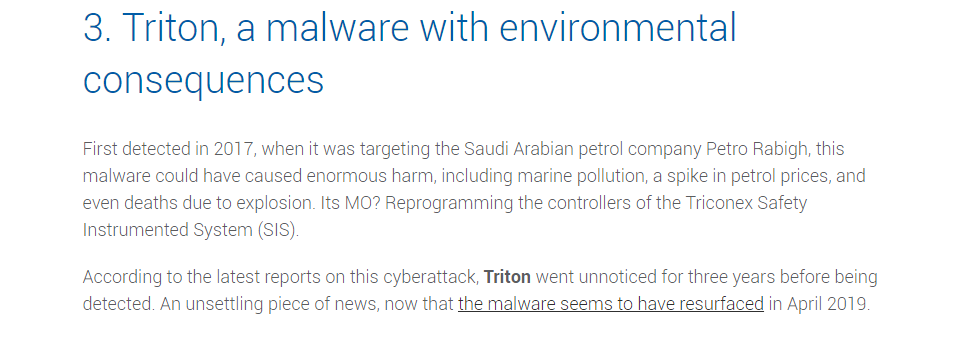 3. Triton, a malware with environmental
consequences
First detected in 2017, when it was targeting the Saudi Arabian petrol company Petro Rabigh, this
malware could have caused enormous harm, including marine pollution, a spike in petrol prices, and
even deaths due to explosion. Its MO? Reprogramming the controllers of the Triconex Safety
Instrumented System (SIS).
According to the latest reports on this cyberattack, Triton went unnoticed for three years before being
detected. An unsettling piece of news, now that the malware seems to have resurfaced in April 2019.